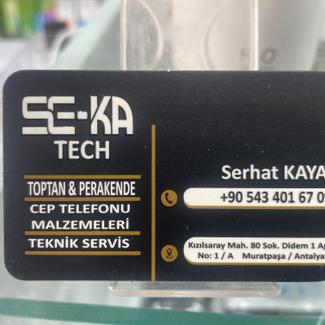 SE-KA
TECH
TOPTAN & PERAKENDE
CEP TELEFONU
MALZEMELERİ
TEKNİK SERVİS
Serhat KAYA
+90 543 401 67 0
Kızılsaray Mah. 80 Sok. Didem 1 A
No: 1 / A Muratpaşa / Antalya